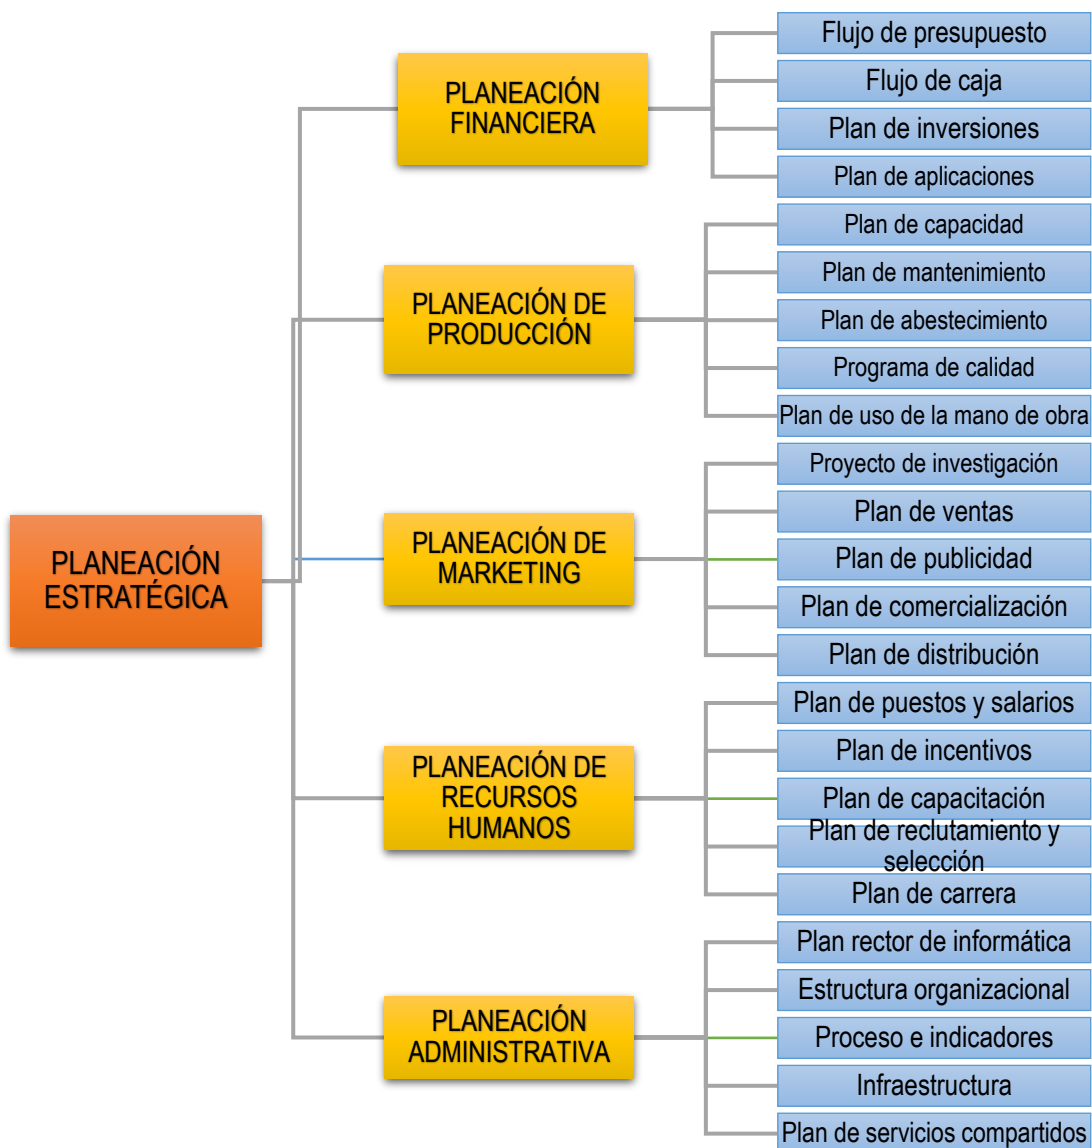 PLANEACIÓN
ESTRATÉGICA
PLANEACIÓN
FINANCIERA
Flujo de presupuesto
Flujo de caja
Plan de inversiones
Plan de aplicaciones
PLANEACIÓN DE
PRODUCCIÓN
Plan de capacidad
Plan de mantenimiento
Plan de abestecimiento
Programa de calidad
Plan de uso de la mano de obra
PLANEACIÓN DE
MARKETING
Proyecto de investigación
Plan de ventas
Plan de publicidad
Plan de comercialización
Plan de distribución
PLANEACIÓN DE
RECURSOS
HUMANOS
Plan de puestos y salarios
Plan de incentivos
Plan de capacitación
Plan de reclutamiento y
selección
Plan de carrera
PLANEACIÓN
ADMINISTRATIVA
Plan rector de informática
Estructura organizacional
Proceso e indicadores
Infraestructura
Plan de servicios compartidos